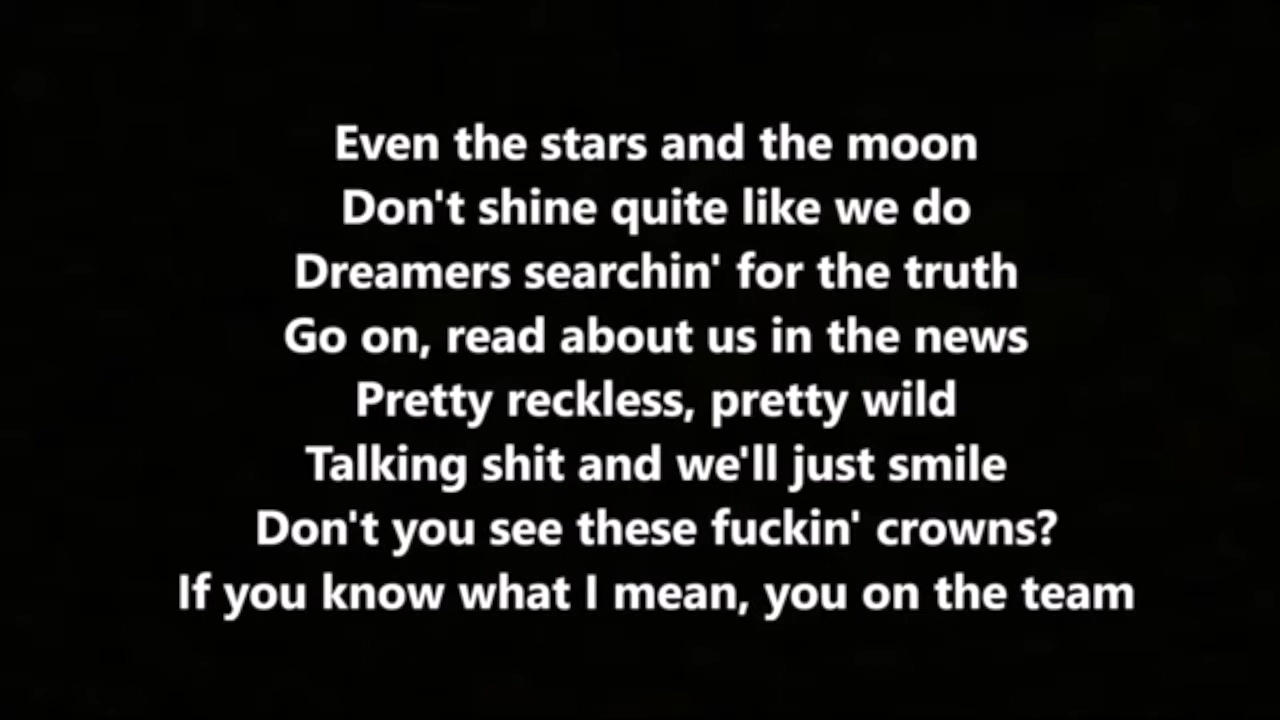 Even the stars and the moon
Don't shine quite like we do
Dreamers searchin' for the truth
Go on, read about us in the news
Pretty reckless, pretty wild
Talking shit and we'll just smile
Don't you see these fuckin' crowns?
If you know what I mean, you on the team